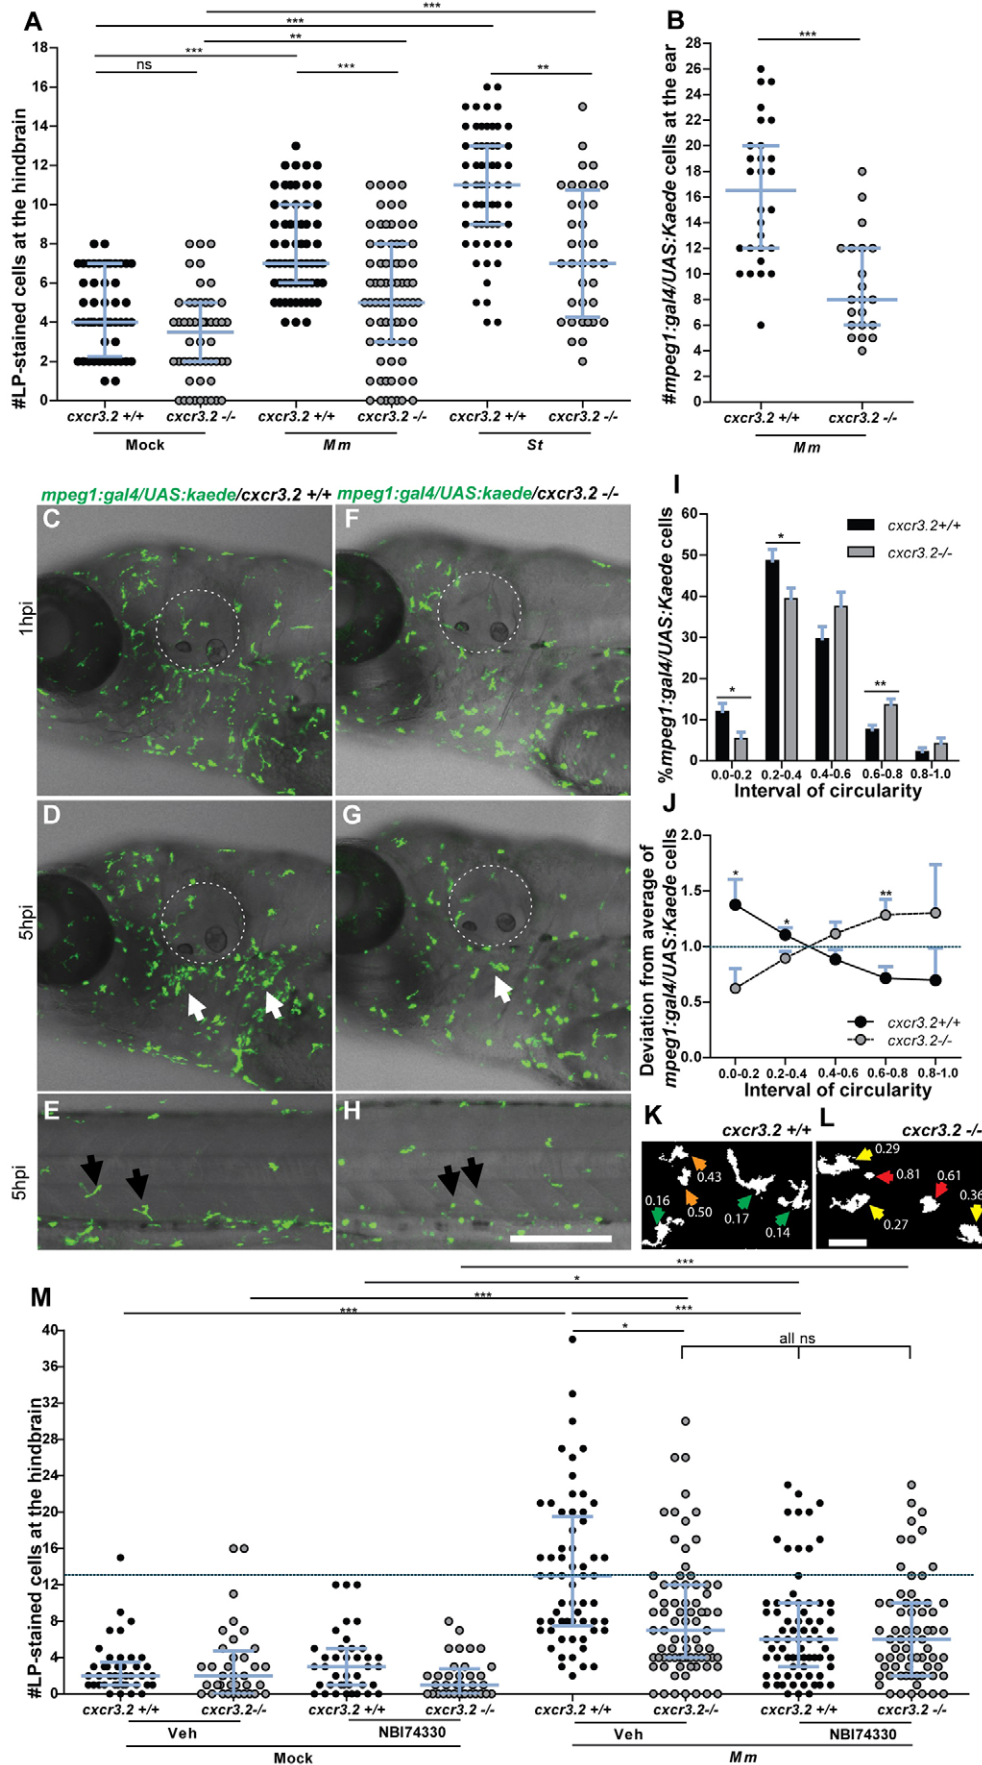 A
***
***
**
***
ns
***
**
#LP-stained cells at the hindbrain
18
16
14
12
10
8
6
4
2
0
cxcr3.2 +/+
cxcr3.2 -/-
cxcr3.2 +/+
cxcr3.2 -/-
cxcr3.2 +/+
cxcr3.2 -/-
Mock
Mm
St
B
***
#mpeg1:gal4/UAS:Kaede cells at the ear
28
26
24
22
20
18
16
14
12
10
8
6
4
2
0
cxcr3.2 +/+
cxcr3.2 -/-
Mm
mpeg1:gal4/UAS:kaede/cxcr3.2 +/+
mpeg1:gal4/UAS:kaede/cxcr3.2 -/-
C
F
1hpi
D
G
5hpi
E
H
5hpi
I
%mpeg1:gal4/UAS:Kaede cells
60
50
40
30
20
10
0
cxcr3.2+/+
cxcr3.2-/-
*
*
**
0.0-0.2
0.2-0.4
0.4-0.6
0.6-0.8
0.8-1.0
Interval of circularity
J
Deviation from average of
mpeg1:gal4/UAS:Kaede cells
2.0
1.5
1.0
0.5
0.0
*
*
**
cxcr3.2+/+
cxcr3.2-/-
0.0-0.2
0.2-0.4
0.4-0.6
0.6-0.8
0.8-1.0
Interval of circularity
K
cxcr3.2 +/+
0.43
0.50
0.16
0.17
0.14
L
cxcr3.2 -/-
0.29
0.81
0.61
0.36
0.27
M
***
*
***
***
***
*
all ns
#LP-stained cells at the hindbrain
40
36
32
28
24
20
16
12
8
4
0
cxcr3.2 +/+
cxcr3.2-/-
cxcr3.2 +/+
cxcr3.2 -/-
cxcr3.2 +/+
cxcr3.2-/-
cxcr3.2 +/+
cxcr3.2 -/-
Veh
NBI74330
Veh
NBI74330
Mock
Mm